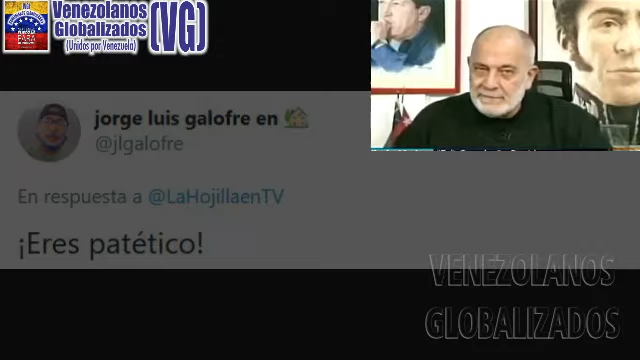 Venezolanos
Globalizados
(Unidos por Venezuela)
(VG)
jorge luis galofre en
@jlgalofre
En respuesta a @LaHojillaenTV
¡Eres patético!
VENEZOLANOS
GLOBALIZADOS